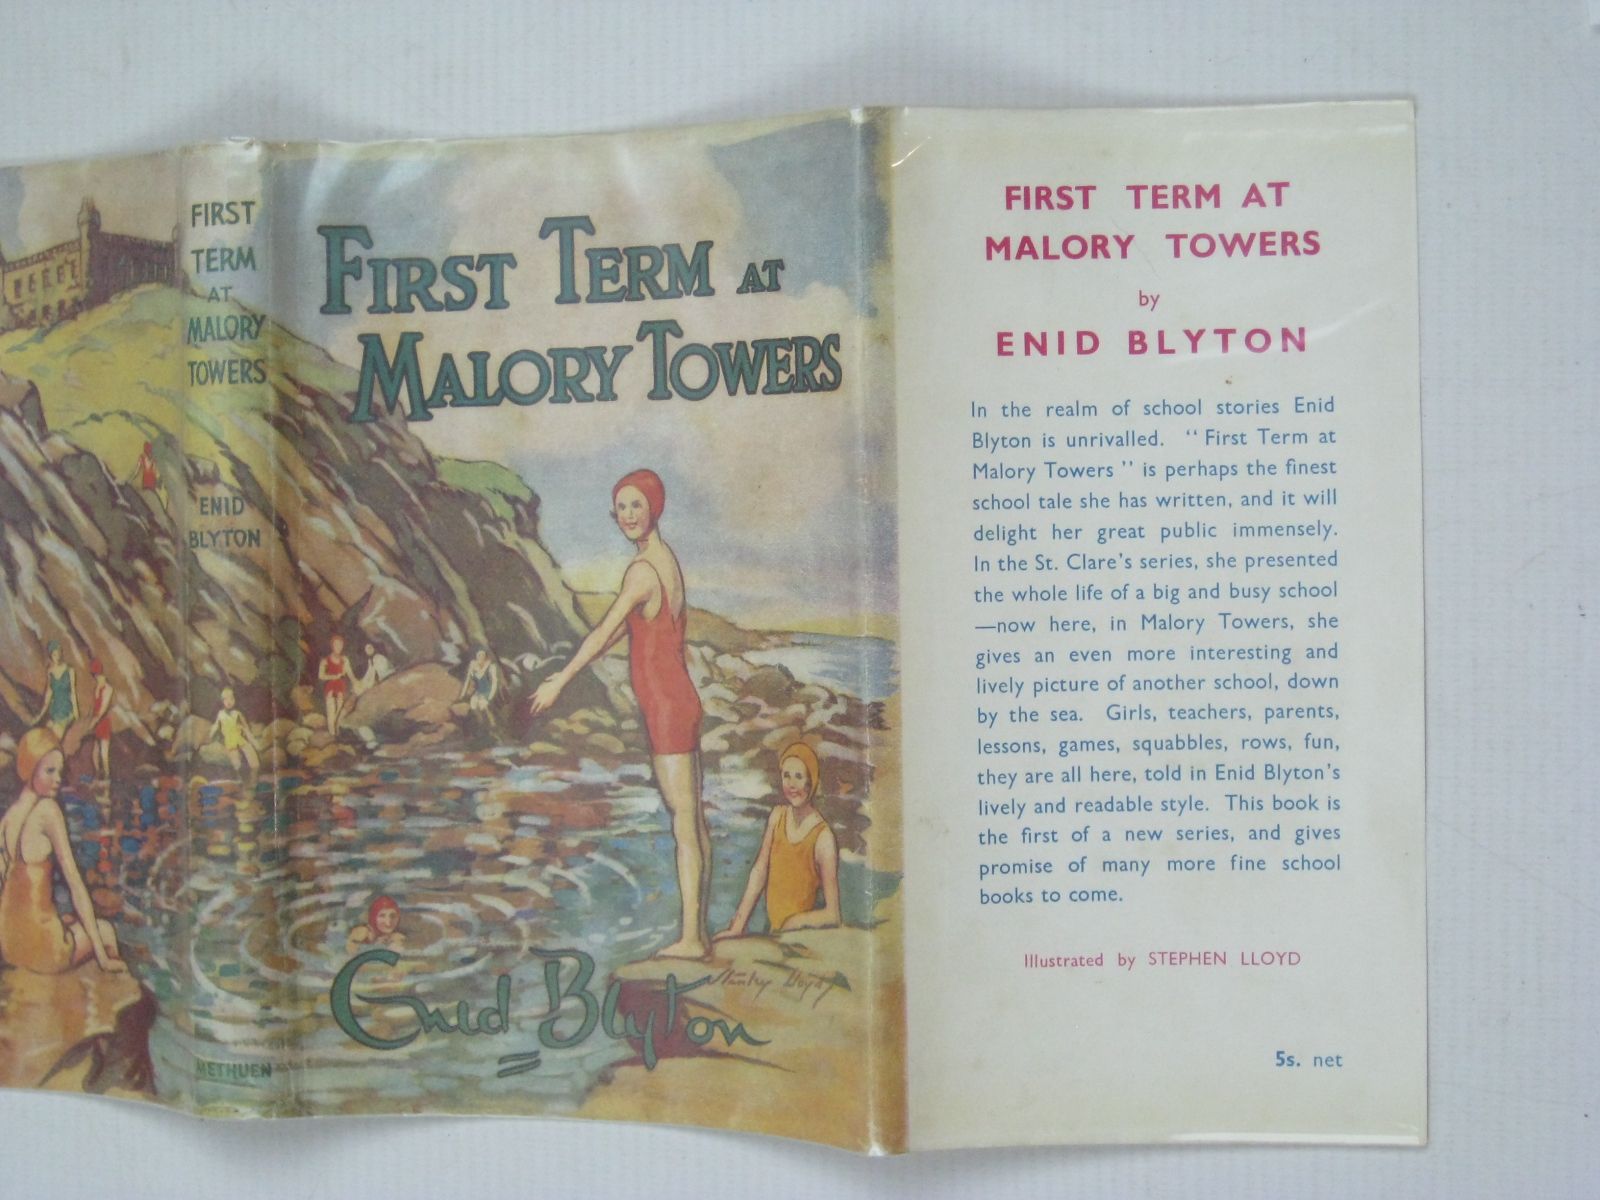 FIRST
TERM
AT
MALORY
TOWERS
ENID
BLYTON
METHUEN
FIRST TERM AT
MALORY TOWERS
Stanley Lloyd
Enid Blyton
FIRST TERM AT
MALORY TOWERS
by
ENID BLYTON
In the realm of school stories Enid
Blyton is unrivalled. “ First Term at
Malory Towers ” is perhaps the finest
school tale she has written, and it will
delight her great public immensely.
In the St. Clare’s series, she presented
the whole life of a big and busy school
—now here, in Malory Towers, she
gives an even more interesting and
lively picture of another school, down
by the sea. Girls, teachers, parents,
lessons, games, squabbles, rows, fun,
they are all here, told in Enid Blyton’s
lively and readable style. This book is
the first of a new series, and gives
promise of many more fine school
books to come.
Illustrated by STEPHEN LLOYD
5s. net